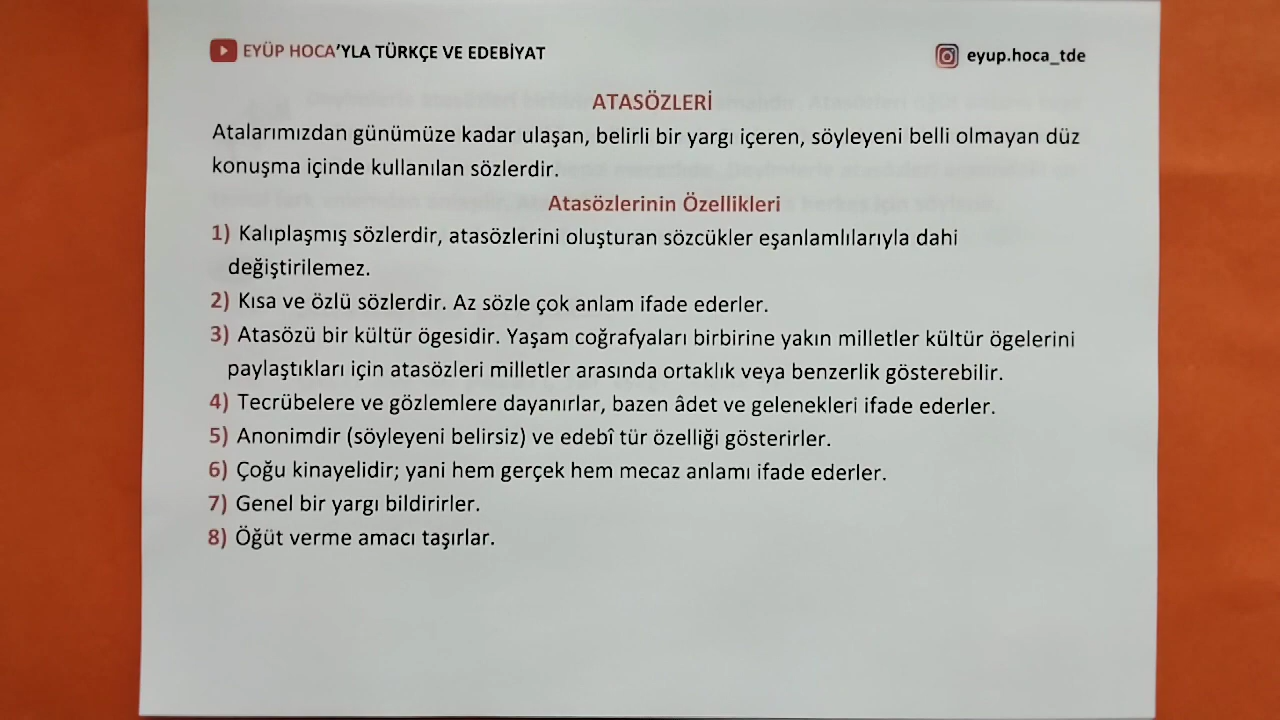 EYÜP HOCA'YLA TÜRKÇE VE EDEBİYAT
eyup.hoca_tde
ATASÖZLERİ
Atalarımızdan günümüze kadar ulaşan, belirli bir yargı içeren, söyleyeni belli olmayan düz
konuşma içinde kullanılan sözlerdir.
Atasözlerinin Özellikleri
1) Kalıplaşmış sözlerdir, atasözlerini oluşturan sözcükler eşanlamlılarıyla dahi
değiştirilemez.
2) Kısa ve özlü sözlerdir. Az sözle çok anlam ifade ederler.
3) Atasözü bir kültür ögesidir. Yaşam coğrafyaları birbirine yakın milletler kültür ögelerini
paylaştıkları için atasözleri milletler arasında ortaklık veya benzerlik gösterebilir.
4) Tecrübelere ve gözlemlere dayanırlar, bazen âdet ve gelenekleri ifade ederler.
5) Anonimdir (söyleyeni belirsiz) ve edebî tür özelliği gösterirler.
6) Çoğu kinayelidir; yani hem gerçek hem mecaz anlamı ifade ederler.
7) Genel bir yargı bildirirler.
8) Öğüt verme amacı taşırlar.